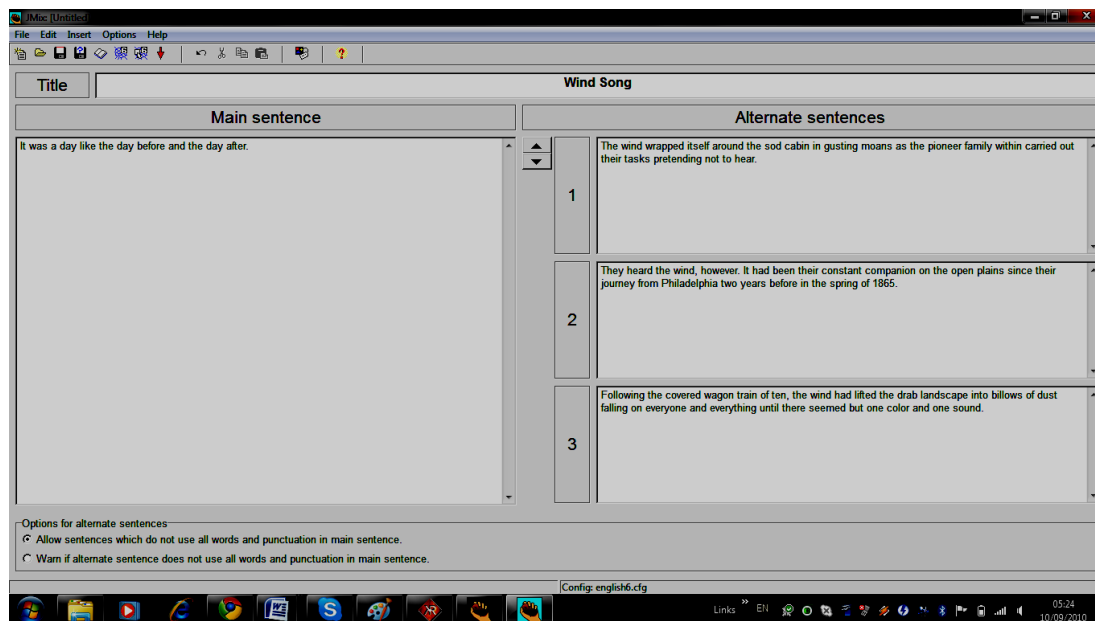 JMix: [Untitled]
File Edit Insert Options Help
Title
Wind Song
Main sentence
Alternate sentences
It was a day like the day before and the day after.
1
The wind wrapped itself around the sod cabin in gusting moans as the pioneer family within carried out
their tasks pretending not to hear.
2
They heard the wind, however. It had been their constant companion on the open plains since their
journey from Philadelphia two years before in the spring of 1865.
3
Following the covered wagon train of ten, the wind had lifted the drab landscape into billows of dust
falling on everyone and everything until there seemed but one color and one sound.
Options for alternate sentences
Allow sentences which do not use all words and punctuation in main sentence.
Warn if alternate sentence does not use all words and punctuation in main sentence.
Config: english6.cfg
Links » EN
05:24
10/09/2010